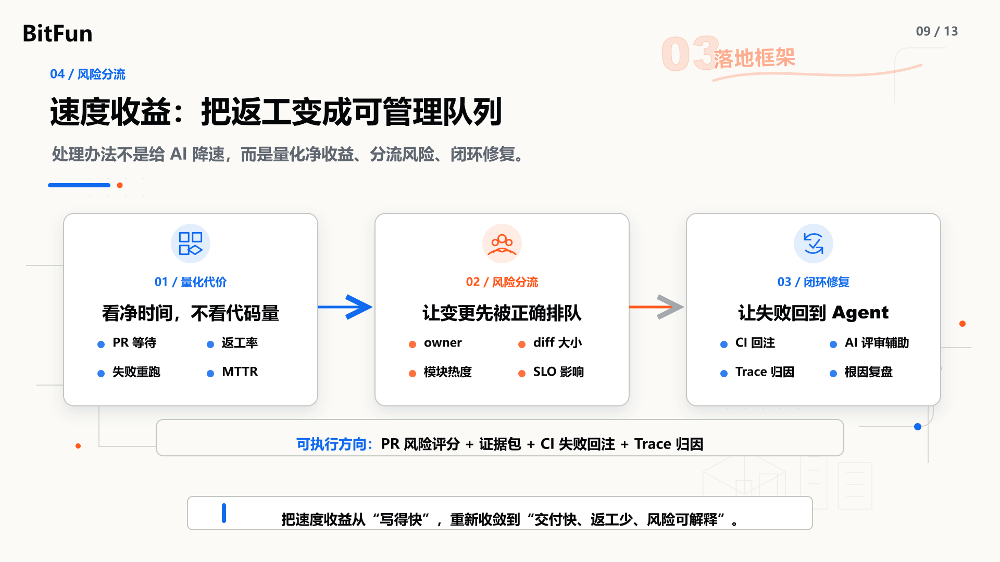 BitFun
09 / 13
03 落地框架
04 / 风险分流
速度收益：把返工变成可管理队列
处理办法不是给 AI 降速，而是量化净收益、分流风险、闭环修复。
01 / 量化代价
看净时间，不看代码量
PR 等待
返工率
失败重跑
MTTR
02 / 风险分流
让变更先被正确排队
owner
diff 大小
模块热度
SLO 影响
03 / 闭环修复
让失败回到 Agent
CI 回注
AI 评审辅助
Trace 归因
根因复盘
可执行方向：PR 风险评分 + 证据包 + CI 失败回注 + Trace 归因
把速度收益从“写得快”，重新收敛到“交付快、返工少、风险可解释”。